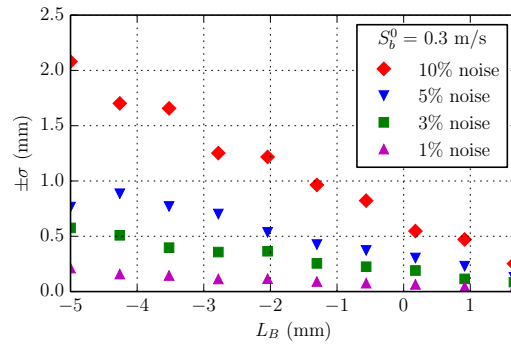 2.5
2.0
1.5
1.0
0.5
0.0
±σ (mm)
S_b^0 = 0.3 m/s
10% noise
5% noise
3% noise
1% noise
−5 −4 −3 −2 −1 0 1
L_B (mm)